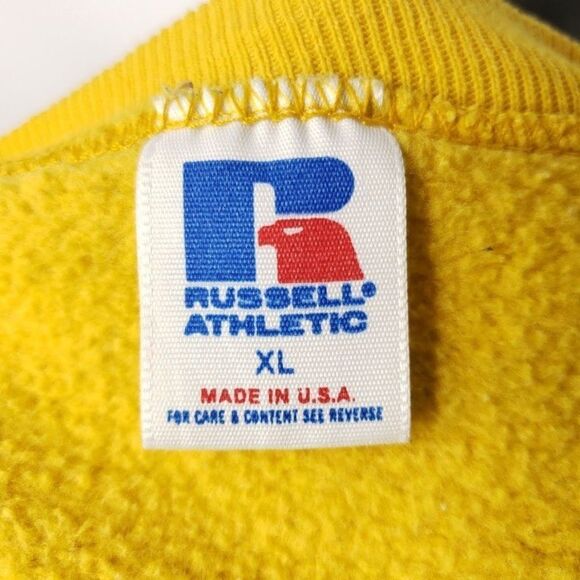 RUSSELL®
ATHLETIC
XL
MADE IN U.S.A.
FOR CARE & CONTENT SEE REVERSE